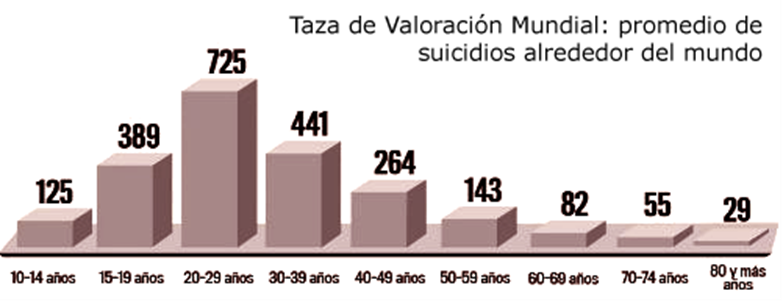 Taza de Valoración Mundial: promedio de
suicidios alrededor del mundo
725
389
441
264
125
143
82
55
29
10-14 años
15-19 años
20-29 años
30-39 años
40-49 años
50-59 años
60-69 años
70-74 años
80 y más
años